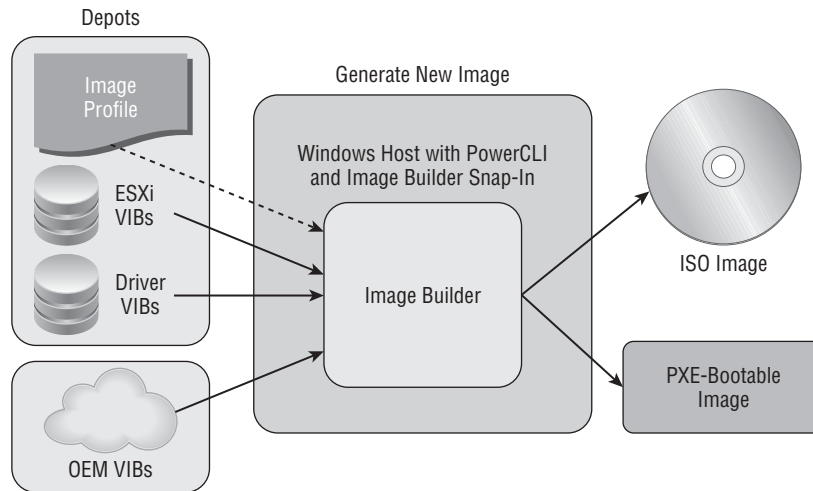 Depots
Image
Profile
ESXi
VIBs
Driver
VIBs
OEM VIBs
Generate New Image
Windows Host with PowerCLI
and Image Builder Snap-In
Image Builder
ISO Image
PXE-Bootable
Image